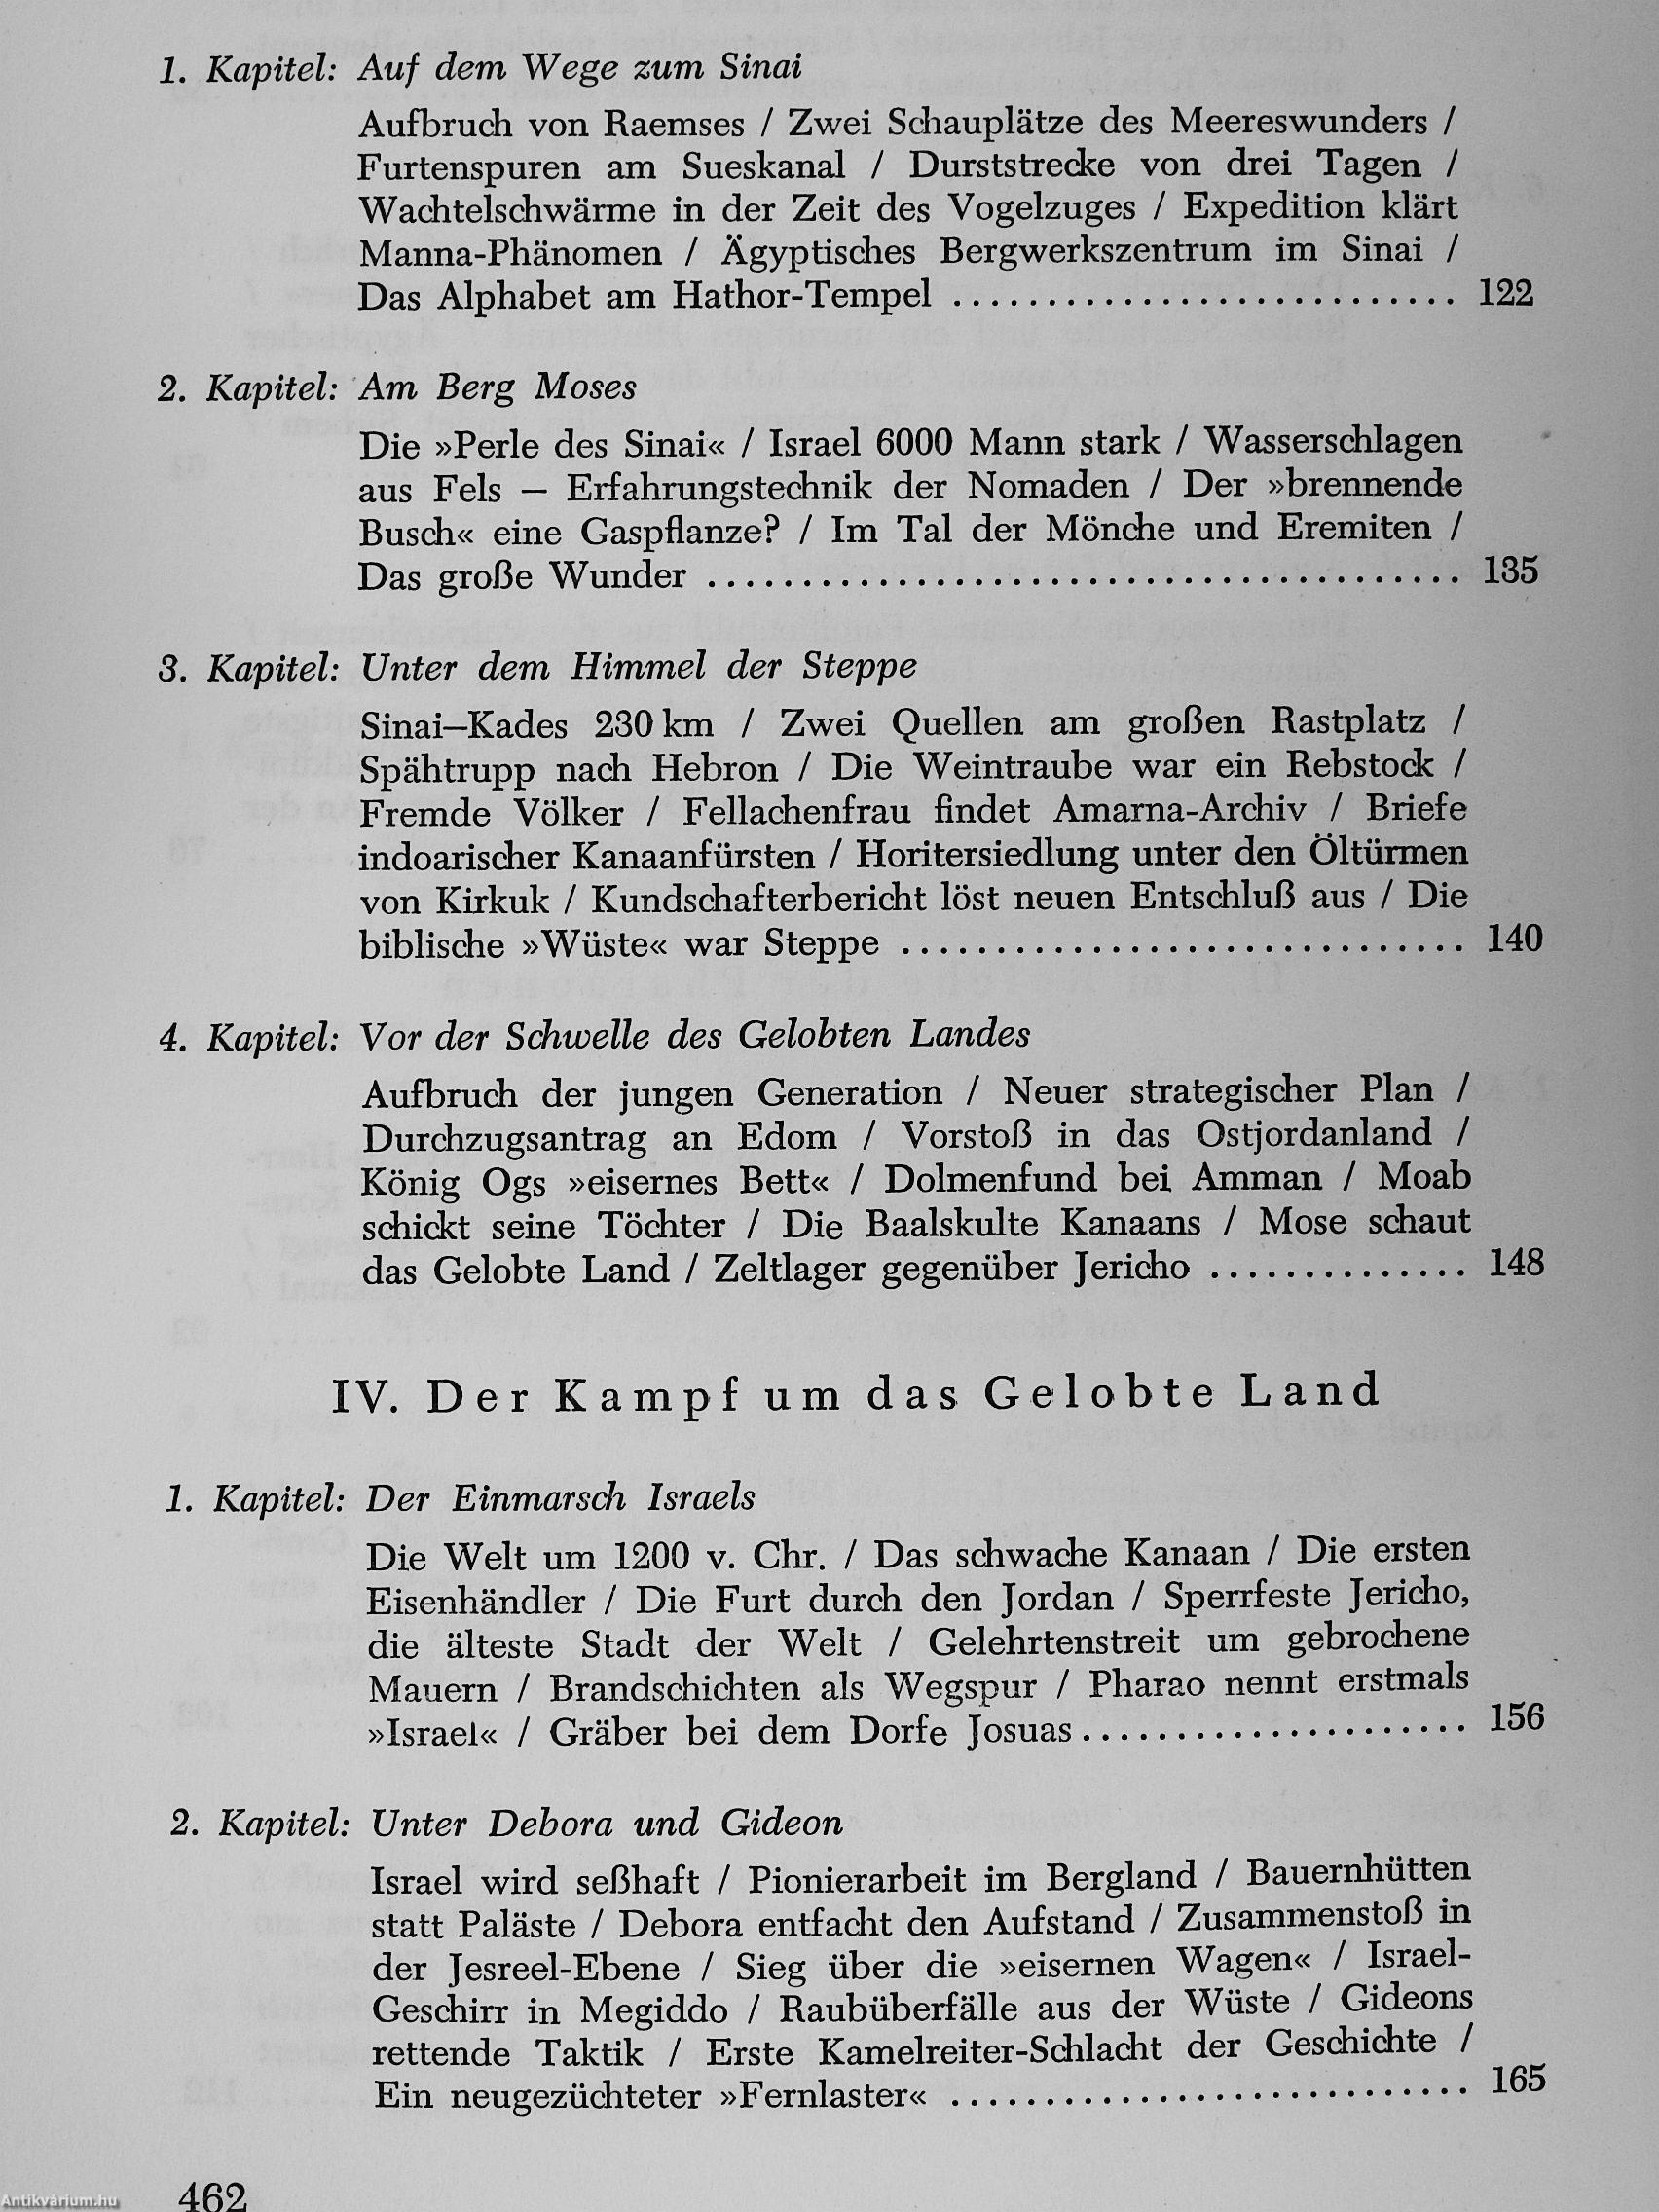 1. Kapitel: Auf dem Wege zum Sinai
Aufbruch von Raemses / Zwei Schauplätze des Meereswunders /
Furtenspuren am Sueskanal / Durststrecke von drei Tagen /
Wachtelschwärme in der Zeit des Vogelzuges / Expedition klärt
Manna-Phänomen / Ägyptisches Bergwerkszentrum im Sinai /
Das Alphabet am Hathor-Tempel ........................... 122
2. Kapitel: Am Berg Moses
Die »Perle des Sinai« / Israel 6000 Mann stark / Wasserschlagen
aus Fels — Erfahrungstechnik der Nomaden / Der »brennende
Busch« eine Gaspflanze? / Im Tal der Mönche und Eremiten /
Das große Wunder ........................................ 135
3. Kapitel: Unter dem Himmel der Steppe
Sinai—Kades 230 km / Zwei Quellen am großen Rastplatz /
Spähtrupp nach Hebron / Die Weintraube war ein Rebstock /
Fremde Völker / Fellachenfrau findet Amarna-Archiv / Briefe
indoarischer Kanaanfürsten / Horitersiedlung unter den Öltürmen
von Kirkuk / Kundschafterbericht löst neuen Entschluß aus / Die
biblische »Wüste« war Steppe .............................. 140
4. Kapitel: Vor der Schwelle des Gelobten Landes
Aufbruch der jungen Generation / Neuer strategischer Plan /
Durchzugsantrag an Edom / Vorstoß in das Ostjordanland /
König Ogs »eisernes Bett« / Dolmenfund bei Amman / Moab
schickt seine Töchter / Die Baalskulte Kanaans / Mose schaut
das Gelobte Land / Zeltlager gegenüber Jericho .............. 148
IV. Der Kampf um das Gelobte Land
1. Kapitel: Der Einmarsch Israels
Die Welt um 1200 v. Chr. / Das schwache Kanaan / Die ersten
Eisenhändler / Die Furt durch den Jordan / Sperrfeste Jericho,
die älteste Stadt der Welt / Gelehrtenstreit um gebrochene
Mauern / Brandschichten als Wegspur / Pharao nennt erstmals
»Israel« / Gräber bei dem Dorfe Josuas..................... 156
2. Kapitel: Unter Debora und Gideon
Israel wird seßhaft / Pionierarbeit im Bergland / Bauernhütten
statt Paläste / Debora entfacht den Aufstand / Zusammenstoß in
der Jesreel-Ebene / Sieg über die »eisernen Wagen« / Israel-
Geschirr in Megiddo / Raubüberfälle aus der Wüste / Gideons
rettende Taktik / Erste Kamelreiter-Schlacht der Geschichte /
Ein neugezüchteter »Fernlaster« ............................ 165
462
Antikvárium.hu